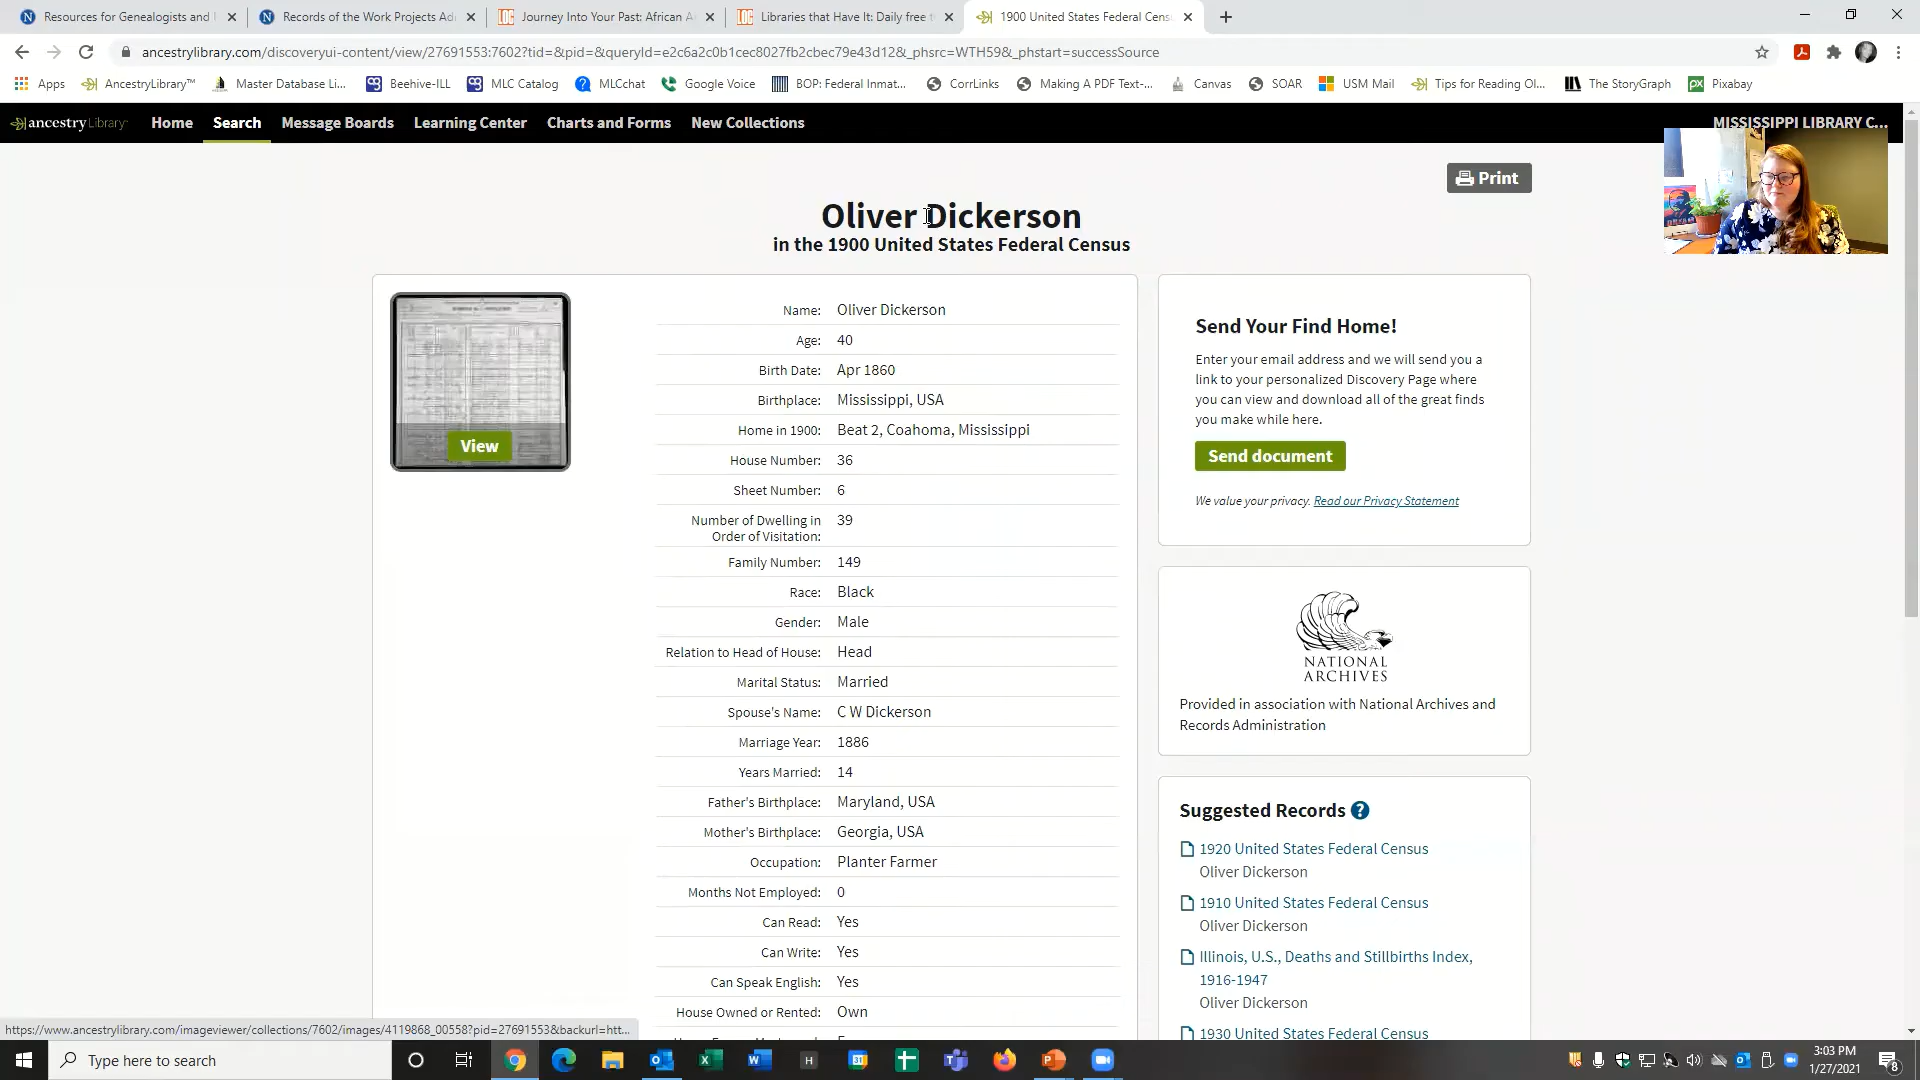 Resources for Genealogists and
Records of the Work Projects Ad
Journey Into Your Past: African A
Libraries that Have It: Daily free t
1900 United States Federal Cens
ancestrylibrary.com/discoveryui-content/view/27691553:7602?tid=&pid=&queryId=e2c6a2c0b1cec8027fb2cbec79e43d12&_phsrc=WTH59&_phstart=successSource
Apps
AncestryLibrary™
Master Database Li...
Beehive-ILL
MLC Catalog
MLCchat
Google Voice
BOP: Federal Inmat...
CorrLinks
Making A PDF Text-...
Canvas
SOAR
USM Mail
Tips for Reading Ol...
The StoryGraph
Pixabay
ancestryLibrary
Home
Search
Message Boards
Learning Center
Charts and Forms
New Collections
MISSISSIPPI LIBRARY C...
Print
Oliver Dickerson
in the 1900 United States Federal Census
View
Name: Oliver Dickerson
Age: 40
Birth Date: Apr 1860
Birthplace: Mississippi, USA
Home in 1900: Beat 2, Coahoma, Mississippi
House Number: 36
Sheet Number: 6
Number of Dwelling in 39
Order of Visitation:
Family Number: 149
Race: Black
Gender: Male
Relation to Head of House: Head
Marital Status: Married
Spouse's Name: C W Dickerson
Marriage Year: 1886
Years Married: 14
Father's Birthplace: Maryland, USA
Mother's Birthplace: Georgia, USA
Occupation: Planter Farmer
Months Not Employed: 0
Can Read: Yes
Can Write: Yes
Can Speak English: Yes
House Owned or Rented: Own
Send Your Find Home!
Enter your email address and we will send you a
link to your personalized Discovery Page where
you can view and download all of the great finds
you make while here.
Send document
We value your privacy. Read our Privacy Statement
NATIONAL
ARCHIVES
Provided in association with National Archives and
Records Administration
Suggested Records ?
1920 United States Federal Census
Oliver Dickerson
1910 United States Federal Census
Oliver Dickerson
Illinois, U.S., Deaths and Stillbirths Index,
1916-1947
Oliver Dickerson
1930 United States Federal Census
https://www.ancestrylibrary.com/imageviewer/collections/7602/images/4119868_00558?pid=27691553&backurl=htt...
Type here to search
3:03 PM
1/27/2021
8